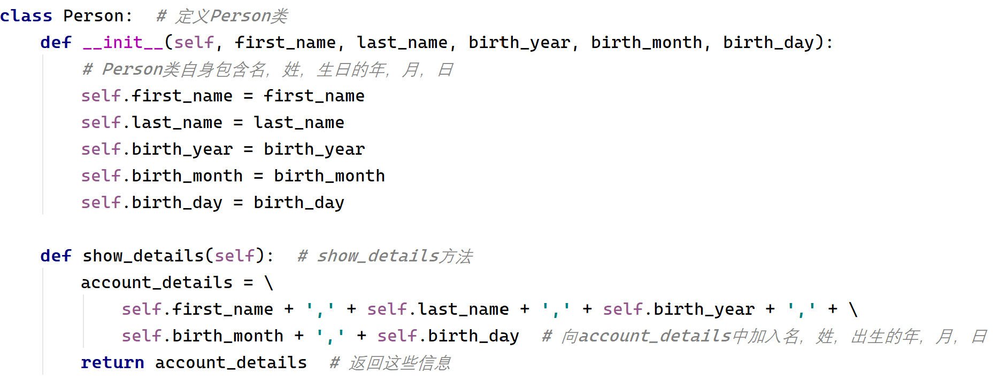 class Person:  # 定义Person类
    def __init__(self, first_name, last_name, birth_year, birth_month, birth_day):
        # Person类自身包含名, 姓, 生日的年, 月, 日
        self.first_name = first_name
        self.last_name = last_name
        self.birth_year = birth_year
        self.birth_month = birth_month
        self.birth_day = birth_day

    def show_details(self):  # show_details方法
        account_details = \
            self.first_name + ',' + self.last_name + ',' + self.birth_year + ',' + \
            self.birth_month + ',' + self.birth_day  # 向account_details中加入名, 姓, 出生的年, 月, 日
        return account_details  # 返回这些信息